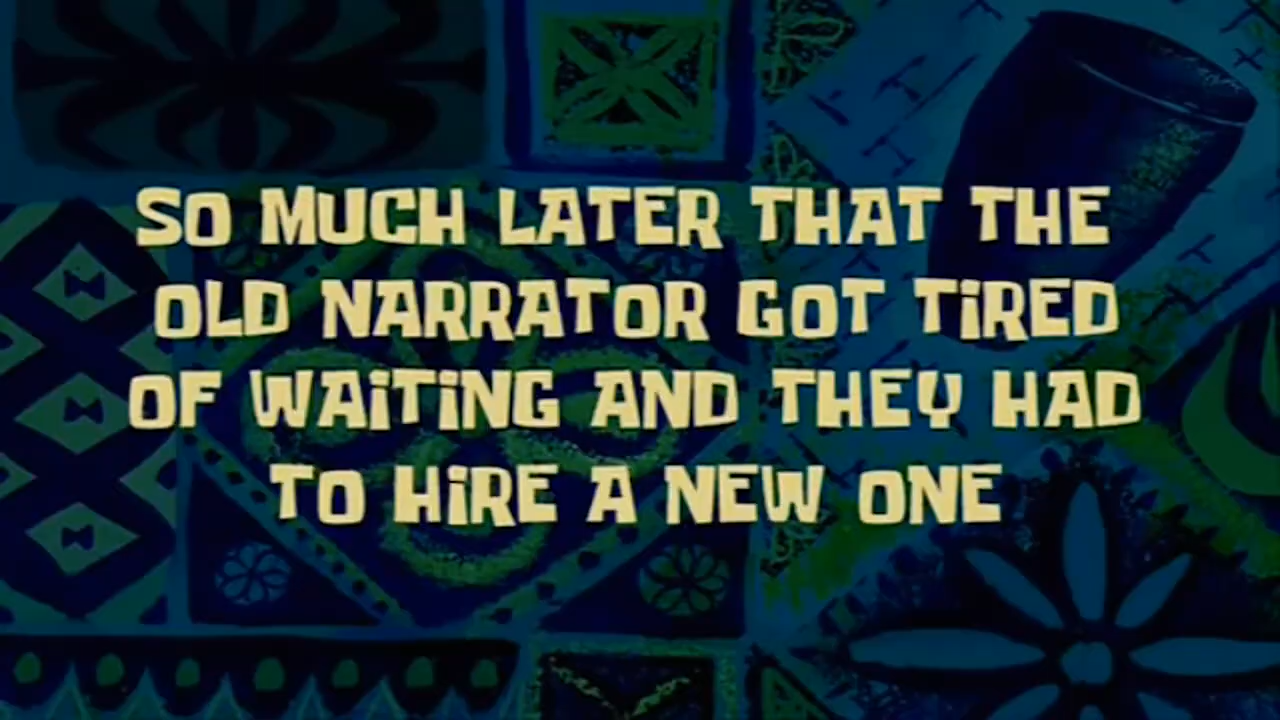 SO MUCH LATER THAT THE
OLD NARRATOR GOT TiRED
OF WAiTiNG AND THEY HAD
TO HiRE A NEW ONE